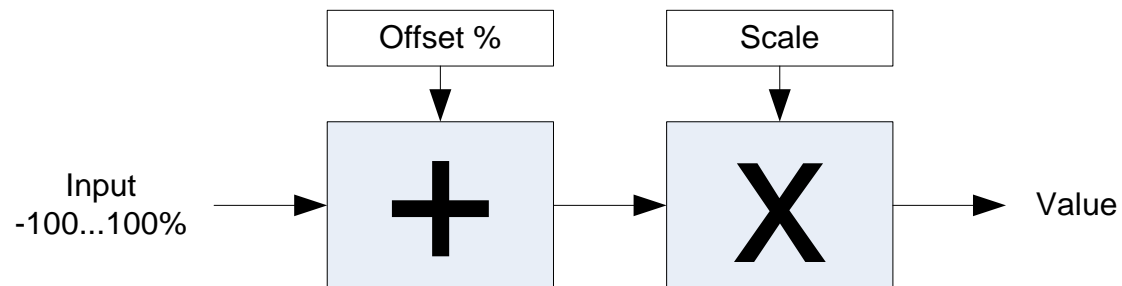 Offset %
Scale
Input
-100...100%
+
X
Value